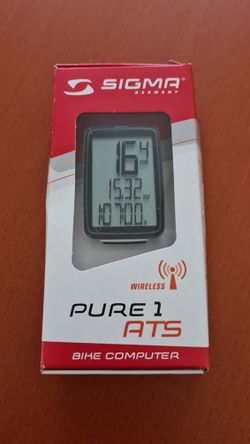 SIGMA
GERMANY
16.4
15.32
10700
WIRELESS
PURE 1
ATS
BIKE COMPUTER